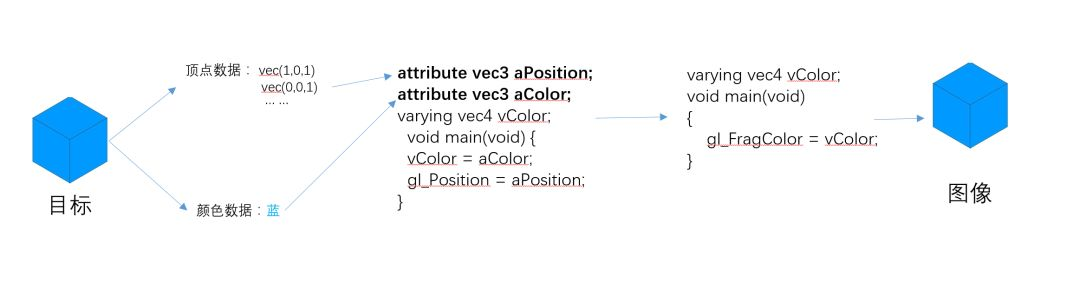 目标
顶点数据： vec(1,0,1)
vec(0,0,1)
... ...
颜色数据：蓝
attribute vec3 aPosition;
attribute vec3 aColor;
varying vec4 vColor;
void main(void) {
vColor = aColor;
gl_Position = aPosition;
}
varying vec4 vColor;
void main(void)
{
gl_FragColor = vColor;
}
图像